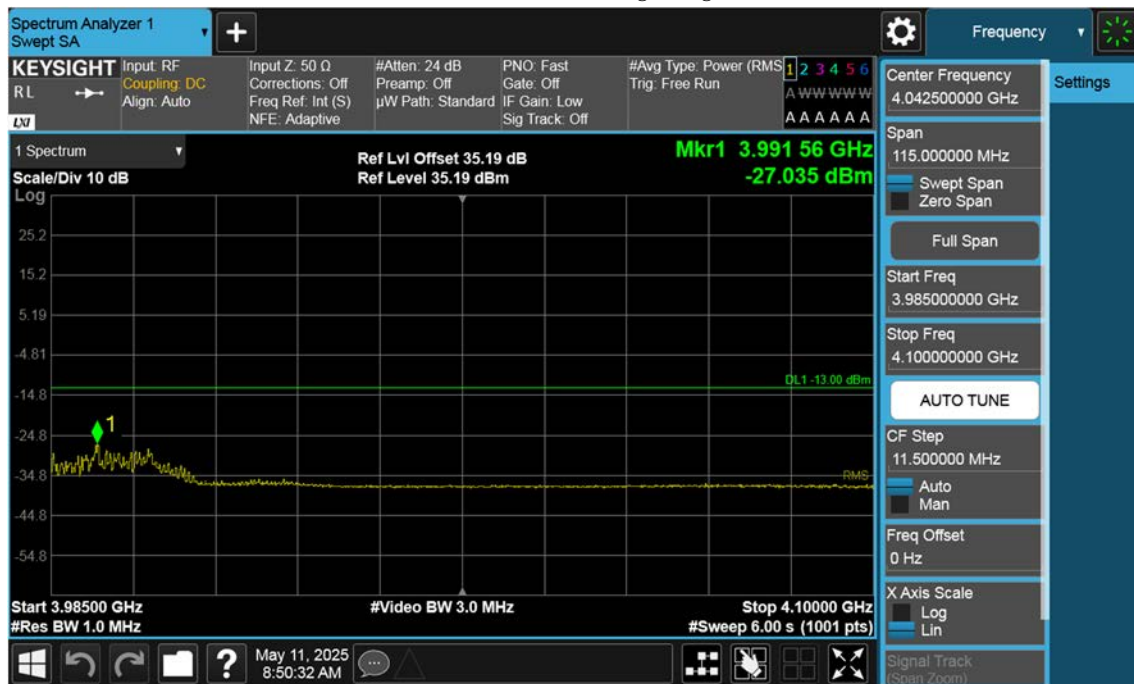 Spectrum Analyzer 1
Swept SA
+
Frequency
KEYSIGHT
RL
LXI
Input: RF
Coupling: DC
Align: Auto
Input Z: 50 Ω
Corrections: Off
Freq Ref: Int (S)
NFE: Adaptive
#Atten: 24 dB
Preamp: Off
µW Path: Standard
PNO: Fast
Gate: Off
IF Gain: Low
Sig Track: Off
#Avg Type: Power (RMS
Trig: Free Run
1 2 3 4 5 6
A W W W W W
A A A A A A
1 Spectrum
Scale/Div 10 dB
Ref Lvl Offset 35.19 dB
Ref Level 35.19 dBm
Mkr1 3.991 56 GHz
-27.035 dBm
Log
25.2
15.2
5.19
-4.81
-14.8
-24.8
-34.8
-44.8
-54.8
DL1 -13.00 dBm
1
RMS
Start 3.98500 GHz
#Res BW 1.0 MHz
#Video BW 3.0 MHz
Stop 4.10000 GHz
#Sweep 6.00 s (1001 pts)
Center Frequency
4.042500000 GHz
Span
115.000000 MHz
Swept Span
Zero Span
Full Span
Start Freq
3.985000000 GHz
Stop Freq
4.100000000 GHz
AUTO TUNE
CF Step
11.500000 MHz
Auto
Man
Freq Offset
0 Hz
X Axis Scale
Log
Lin
Signal Track
(Span Zoom)
Settings
?
May 11, 2025
8:50:32 AM